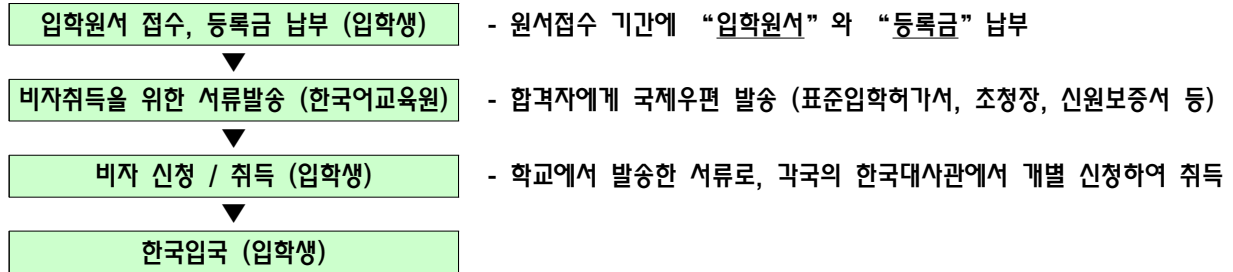 입학원서 접수, 등록금 납부 (입학생) - 원서접수 기간에 “입학원서” 와 “등록금” 납부
▼
비자취득을 위한 서류발송 (한국어교육원) - 합격자에게 국제우편 발송 (표준입학허가서, 초청장, 신원보증서 등)
▼
비자 신청 / 취득 (입학생) - 학교에서 발송한 서류로, 각국의 한국대사관에서 개별 신청하여 취득
▼
한국입국 (입학생)